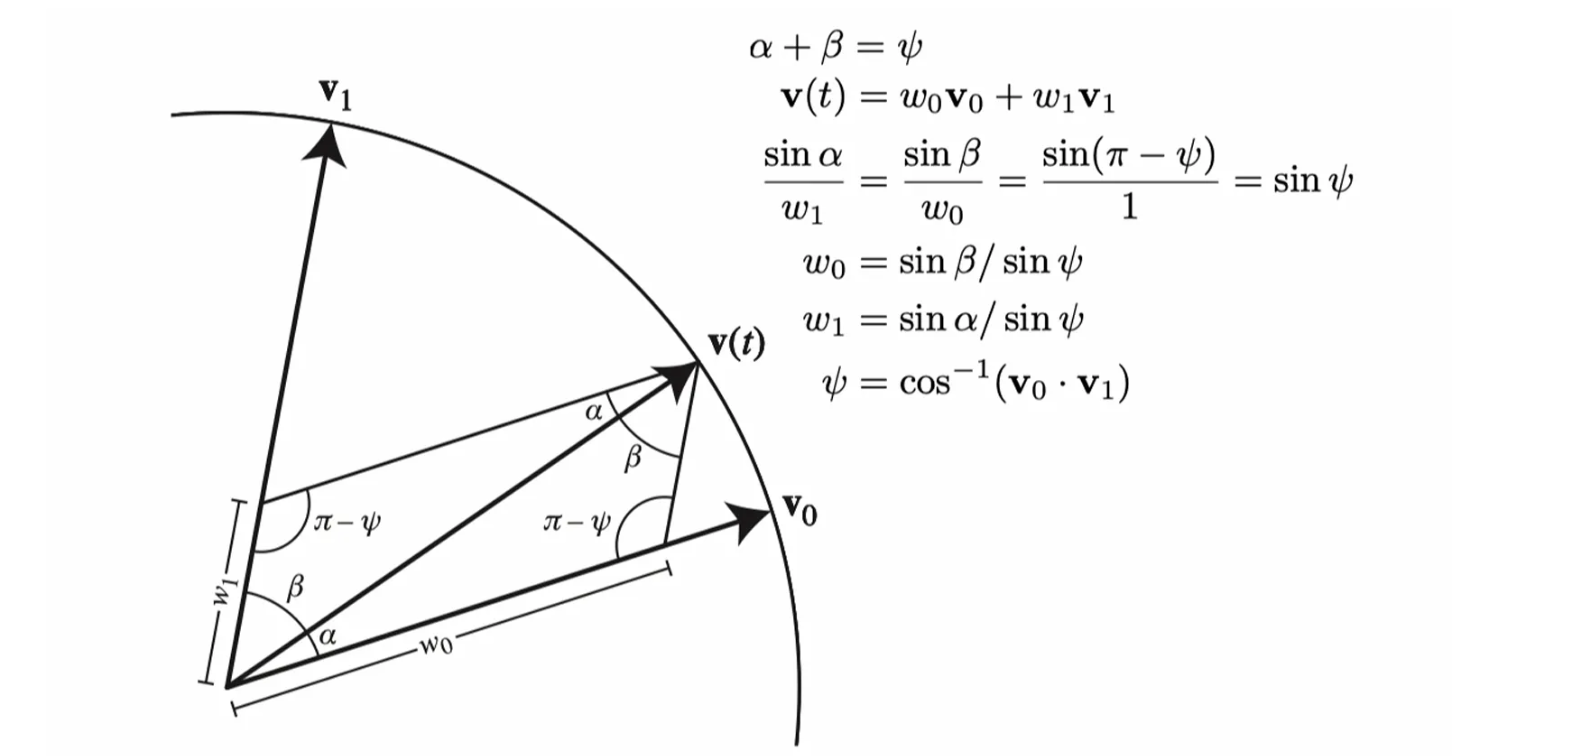 α + β = ψ
v₁
v(t) = w₀v₀ + w₁v₁
sin α / w₁ = sin β / w₀ = sin(π − ψ) / 1 = sin ψ
w₀ = sin β/ sin ψ
w₁ = sin α/ sin ψ
v(t)
ψ = cos⁻¹(v₀ · v₁)
α
β
v₀
π − ψ
π − ψ
w₁
β
α
w₀